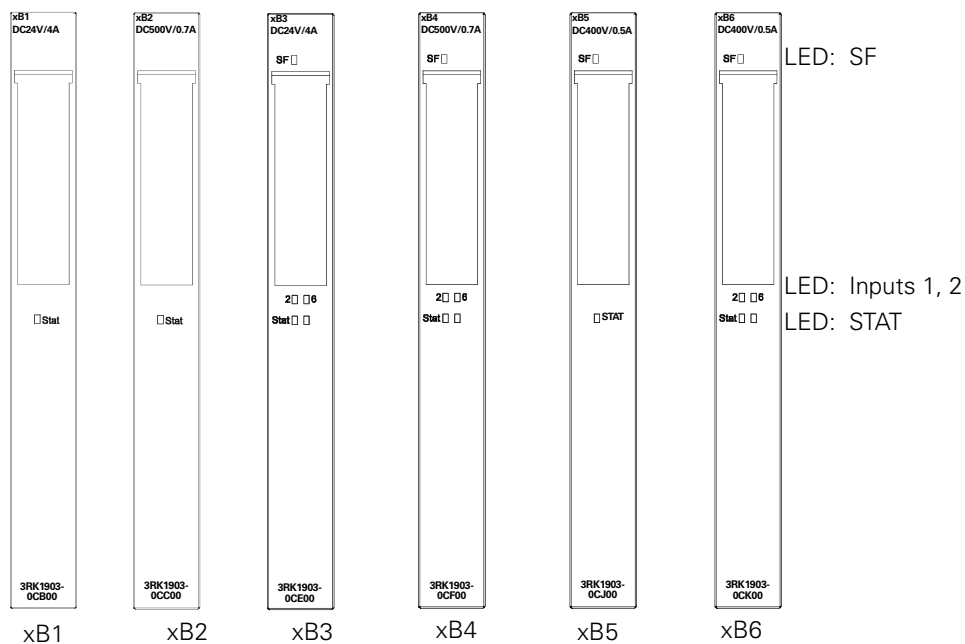 xB1
DC24V/4A
Stat
3RK1903-
0CB00
xB1
xB2
DC500V/0.7A
Stat
3RK1903-
0CC00
xB2
xB3
DC24V/4A
SF
2 6
Stat
3RK1903-
0CE00
xB3
xB4
DC500V/0.7A
SF
2 6
Stat
3RK1903-
0CF00
xB4
xB5
DC400V/0.5A
SF
STAT
3RK1903-
0CJ00
xB5
xB6
DC400V/0.5A
SF
2 6
Stat
3RK1903-
0CK00
xB6
LED: SF
LED: Inputs 1, 2
LED: STAT